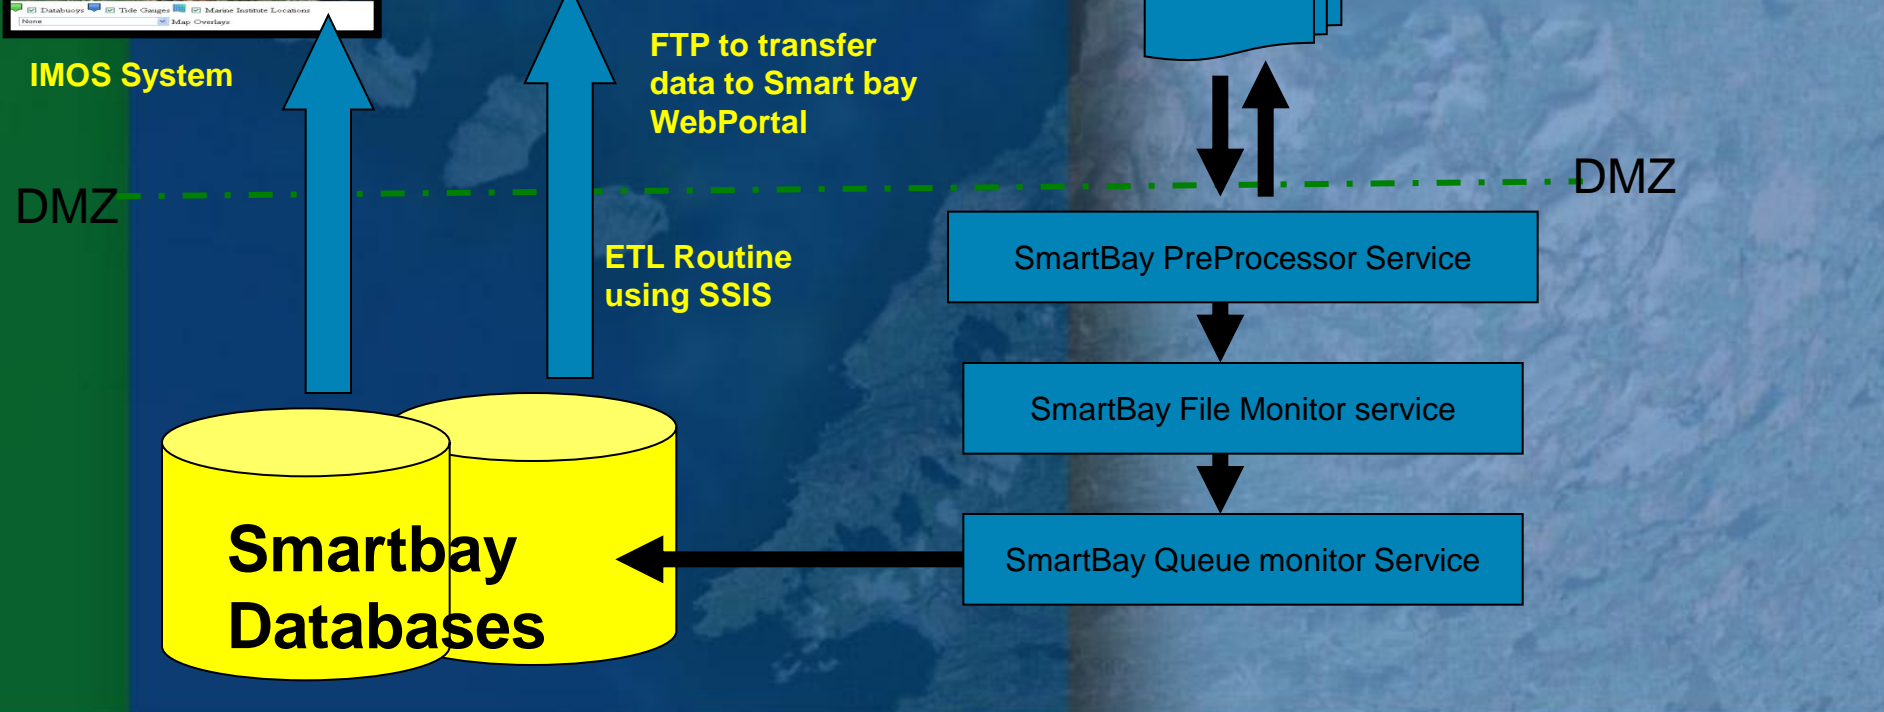 Databuoys Tide Gauges Marine Institute Locations
None Map Overlays
IMOS System
FTP to transfer
data to Smart bay
WebPortal
DMZ
DMZ
ETL Routine
using SSIS
SmartBay PreProcessor Service
SmartBay File Monitor service
SmartBay Queue monitor Service
Smartbay
Databases